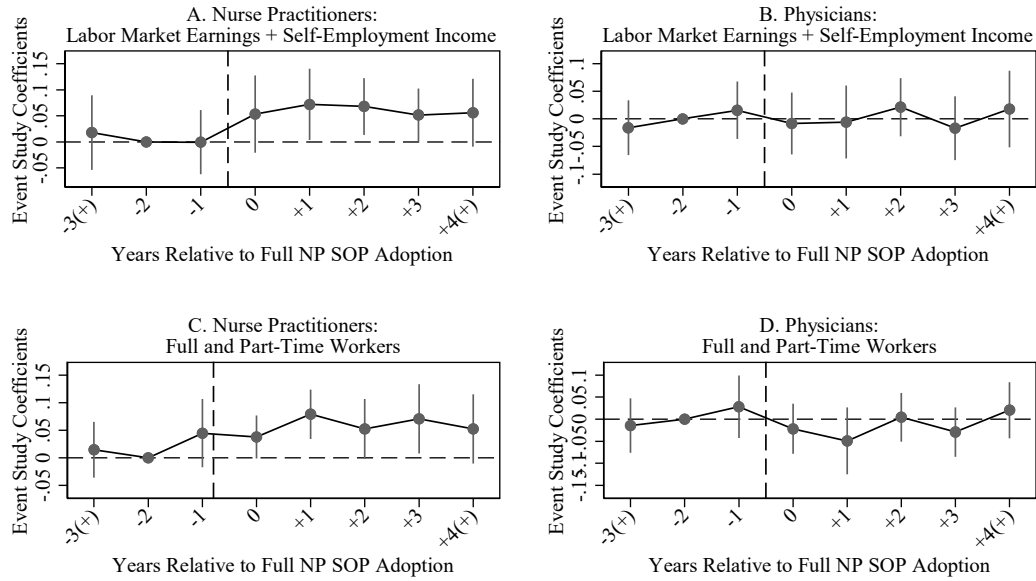 A. Nurse Practitioners:
Labor Market Earnings + Self-Employment Income
Event Study Coefficients
-.05 0 .05 .1 .15
-3(+) -2 -1 0 +1 +2 +3 +4(+)
Years Relative to Full NP SOP Adoption
B. Physicians:
Labor Market Earnings + Self-Employment Income
Event Study Coefficients
-.1 -.05 0 .05 .1
-3(+) -2 -1 0 +1 +2 +3 +4(+)
Years Relative to Full NP SOP Adoption
C. Nurse Practitioners:
Full and Part-Time Workers
Event Study Coefficients
-.05 0 .05 .1 .15
-3(+) -2 -1 0 +1 +2 +3 +4(+)
Years Relative to Full NP SOP Adoption
D. Physicians:
Full and Part-Time Workers
Event Study Coefficients
-.15 -.1 -.05 0 .05 .1
-3(+) -2 -1 0 +1 +2 +3 +4(+)
Years Relative to Full NP SOP Adoption